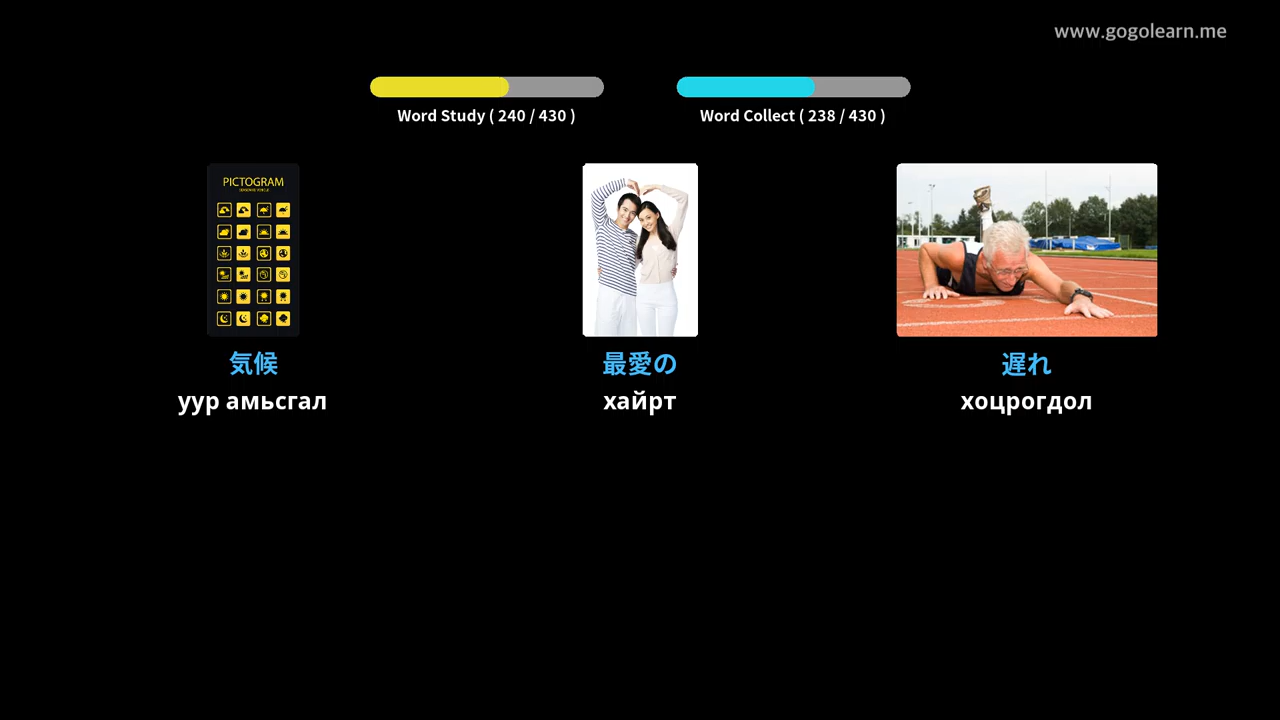 www.gogolearn.me
Word Study ( 240 / 430 )
Word Collect ( 238 / 430 )
PICTOGRAM
気候
уур амьсгал
最愛の
хайрт
遅れ
хоцрогдол